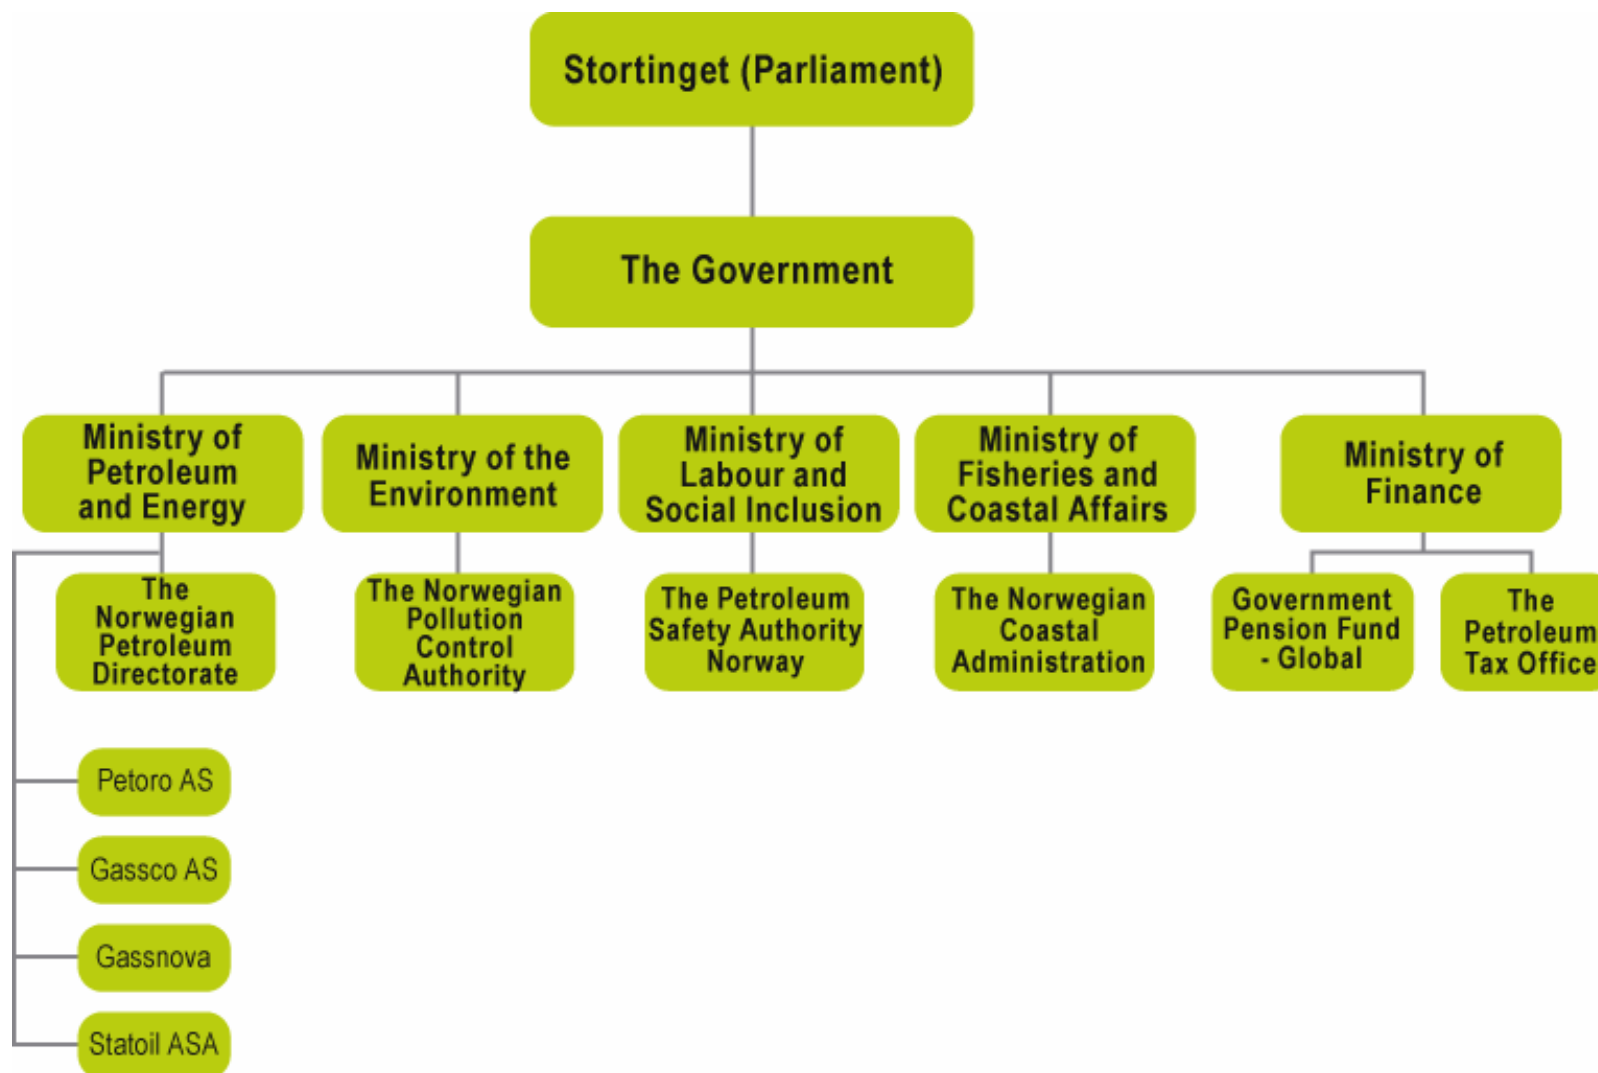 Stortinget (Parliament)
The Government
Ministry of
Petroleum
and Energy
Ministry of the
Environment
Ministry of
Labour and
Social Inclusion
Ministry of
Fisheries and
Coastal Affairs
Ministry of
Finance
The
Norwegian
Petroleum
Directorate
The Norwegian
Pollution
Control
Authority
The Petroleum
Safety Authority
Norway
The Norwegian
Coastal
Administration
Government
Pension Fund
- Global
The
Petroleum
Tax Office
Petoro AS
Gassco AS
Gassnova
Statoil ASA